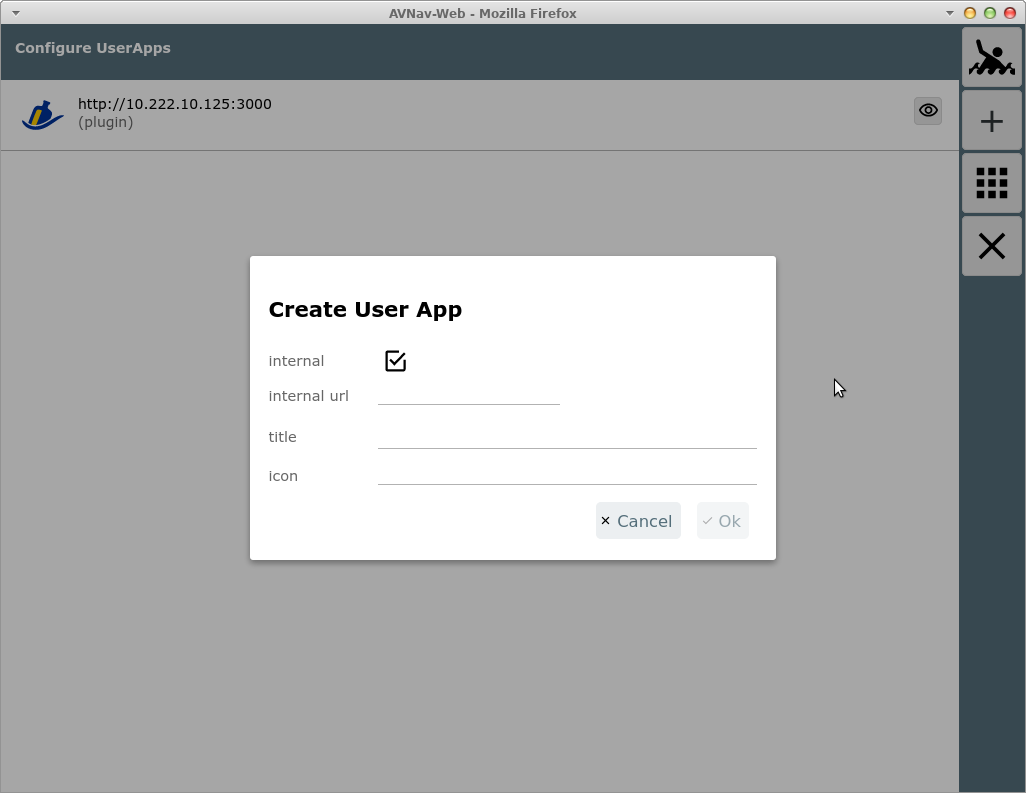 AVNav-Web - Mozilla Firefox
Configure UserApps
http://10.222.10.125:3000
(plugin)
Create User App
internal
internal url
title
icon
Cancel
Ok